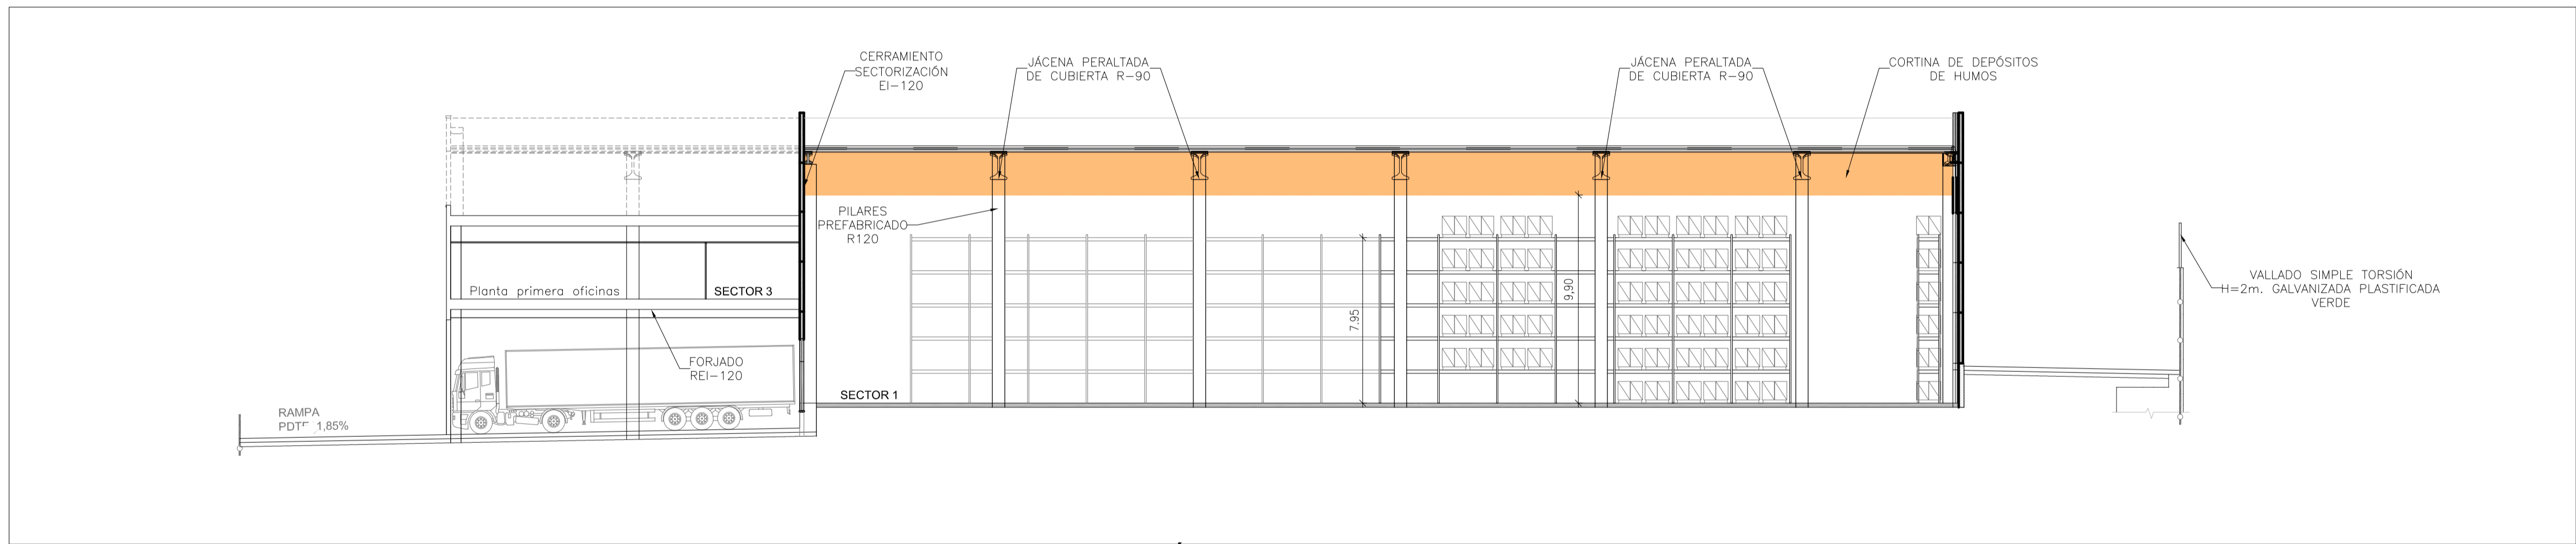 CERRAMIENTO
SECTORIZACIÓN
EI-120
JÁCENA PERALTADA
DE CUBIERTA R-90
JÁCENA PERALTADA
DE CUBIERTA R-90
CORTINA DE DEPÓSITOS
DE HUMOS
PILARES
PREFABRICADO
R120
Planta primera oficinas
SECTOR 3
7.95
9,90
VALLADO SIMPLE TORSIÓN
H=2m. GALVANIZADA PLASTIFICADA
VERDE
FORJADO
REI-120
SECTOR 1
RAMPA
1,85%